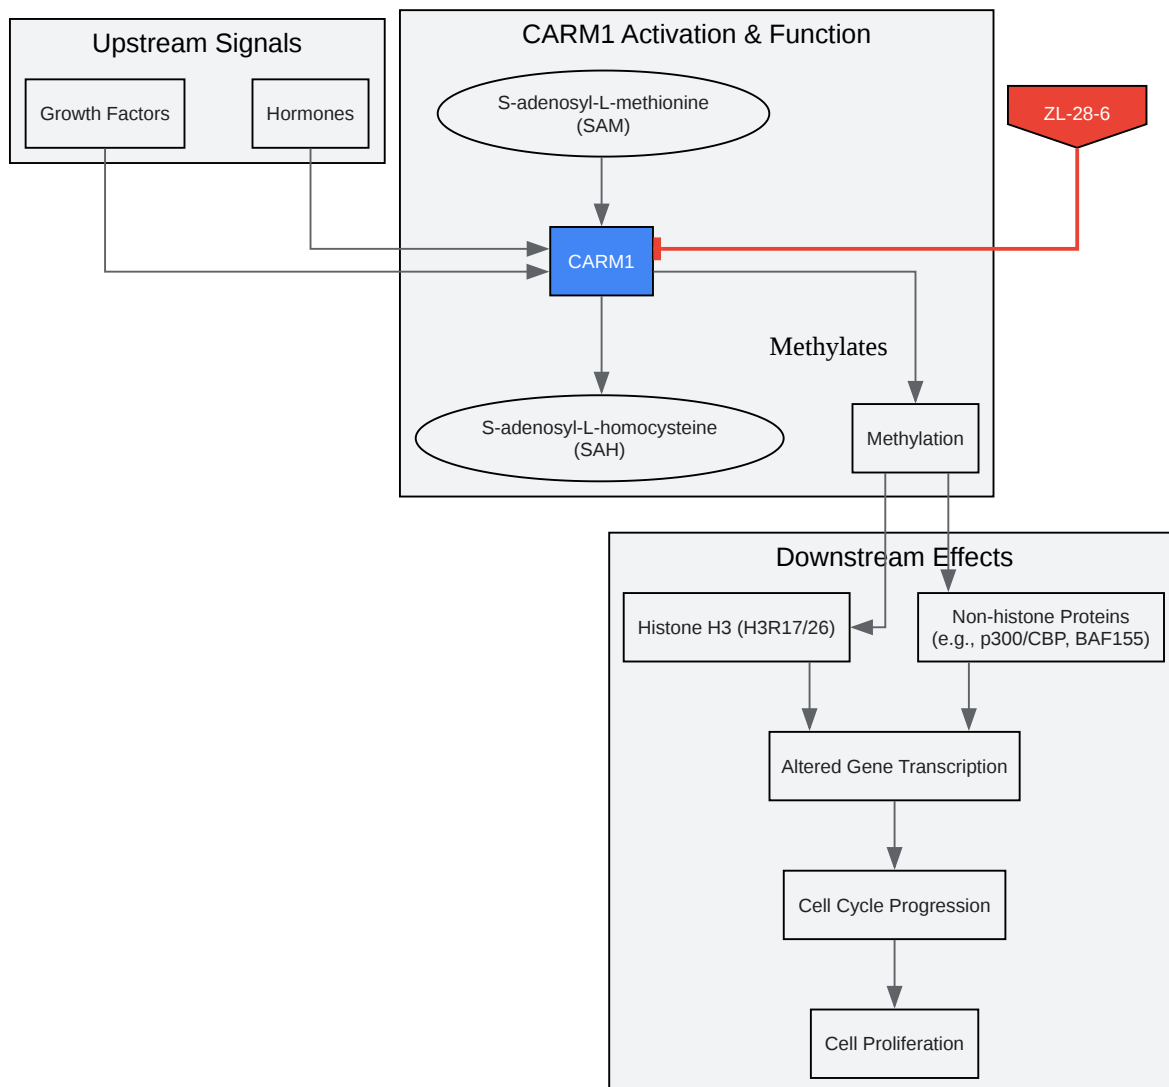 Upstream Signals
CARM1 Activation & Function
Growth Factors
Hormones
S-adenosyl-L-methionine
(SAM)
ZL-28-6
CARM1
Methylates
S-adenosyl-L-homocysteine
(SAH)
Methylation
Downstream Effects
Histone H3 (H3R17/26)
Non-histone Proteins
(e.g., p300/CBP, BAF155)
Altered Gene Transcription
Cell Cycle Progression
Cell Proliferation